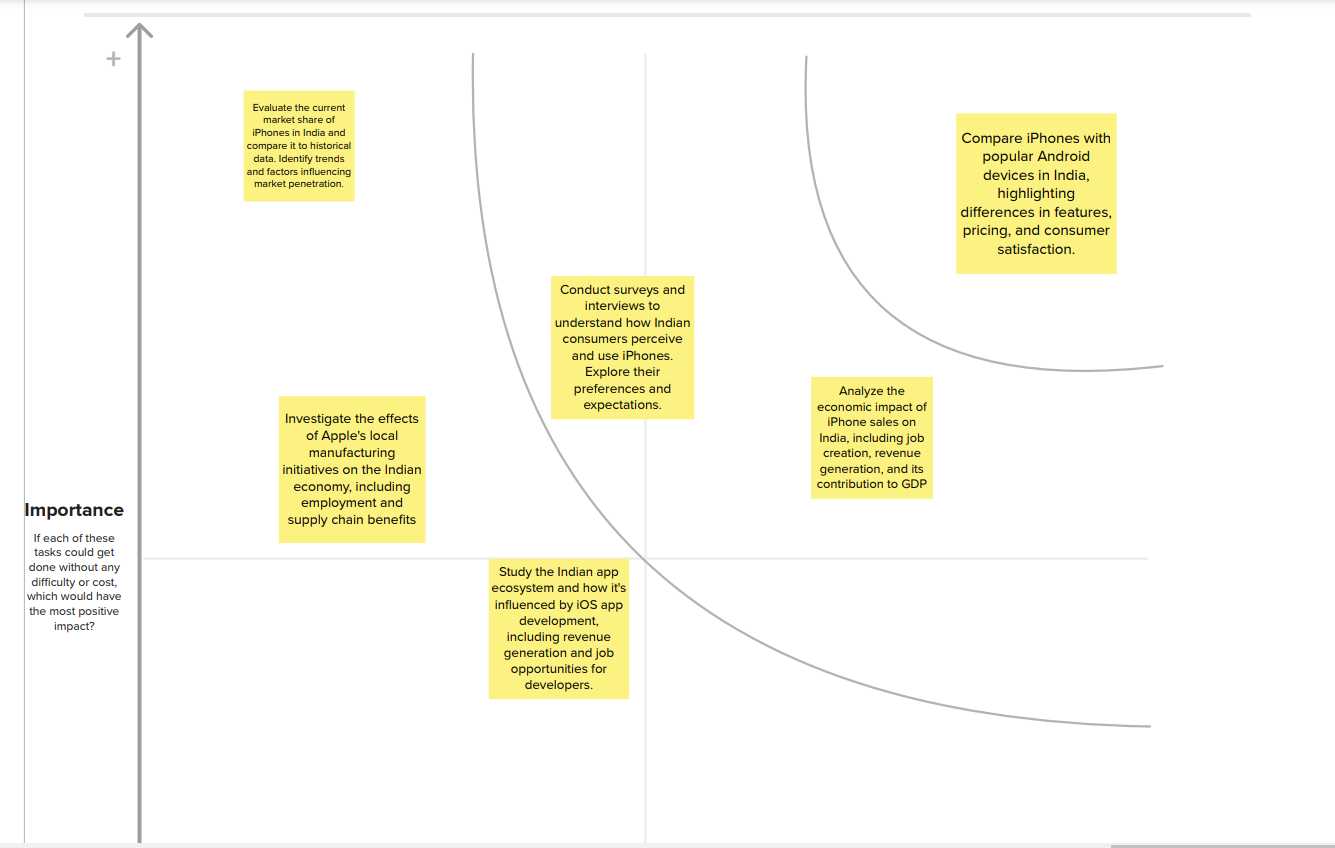 +
Evaluate the current
market share of
iPhones in India and
compare it to historical
data. Identify trends
and factors influencing
market penetration.
Compare iPhones with
popular Android
devices in India,
highlighting
differences in features,
pricing, and consumer
satisfaction.
Conduct surveys and
interviews to
understand how Indian
consumers perceive
and use iPhones.
Explore their
preferences and
expectations.
Analyze the
economic impact of
iPhone sales on
India, including job
creation, revenue
generation, and its
contribution to GDP
Investigate the effects
of Apple's local
manufacturing
initiatives on the Indian
economy, including
employment and
supply chain benefits
Importance
If each of these
tasks could get
done without any
difficulty or cost,
which would have
the most positive
impact?
Study the Indian app
ecosystem and how it's
influenced by iOS app
development,
including revenue
generation and job
opportunities for
developers.